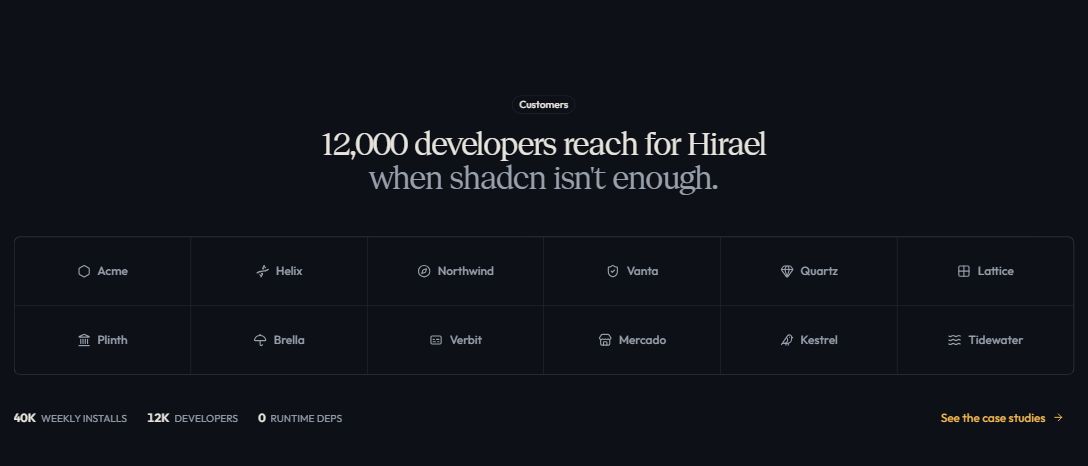 Customers
12,000 developers reach for Hirael
when shadcn isn't enough.
Acme Helix Northwind Vanta Quartz Lattice
Plinth Brella Verbit Mercado Kestrel Tidewater
40K WEEKLY INSTALLS 12K DEVELOPERS 0 RUNTIME DEPS See the case studies →